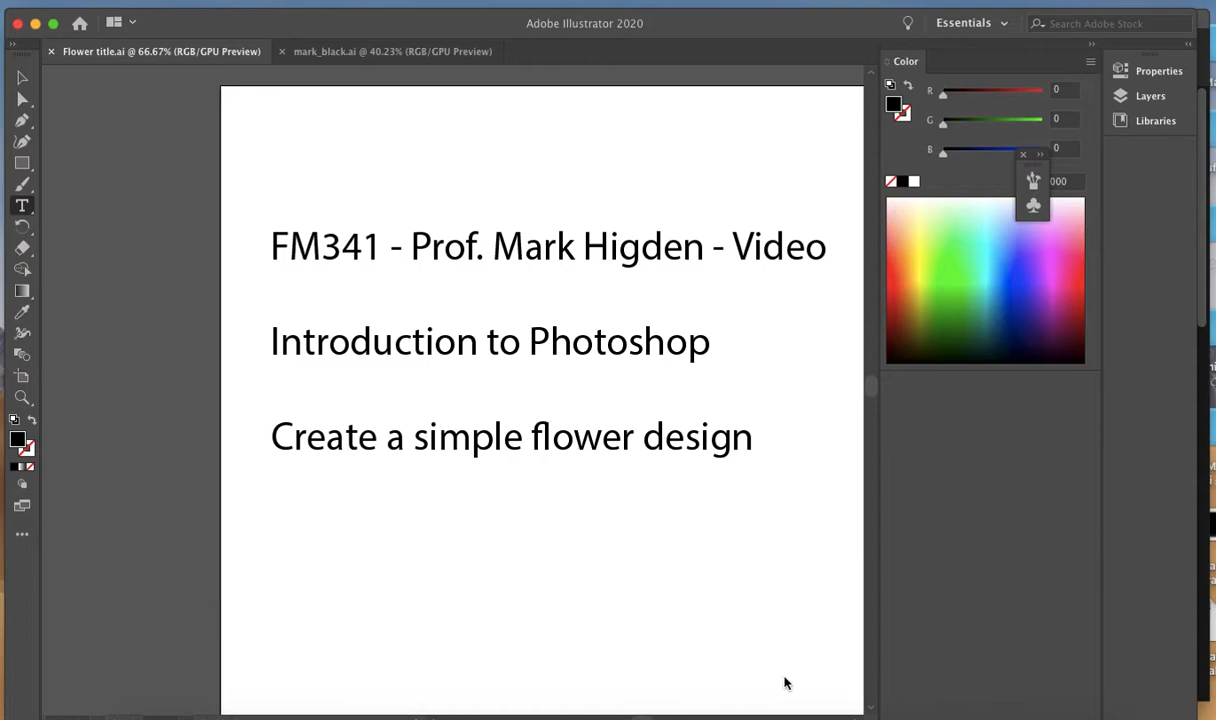 Adobe Illustrator 2020
Essentials
Search Adobe Stock
Flower title.ai @ 66.67% (RGB/GPU Preview)
mark_black.ai @ 40.23% (RGB/GPU Preview)
Color
R 0
G 0
B 0
000
Properties
Layers
Libraries
FM341 - Prof. Mark Higden - Video
Introduction to Photoshop
Create a simple flower design